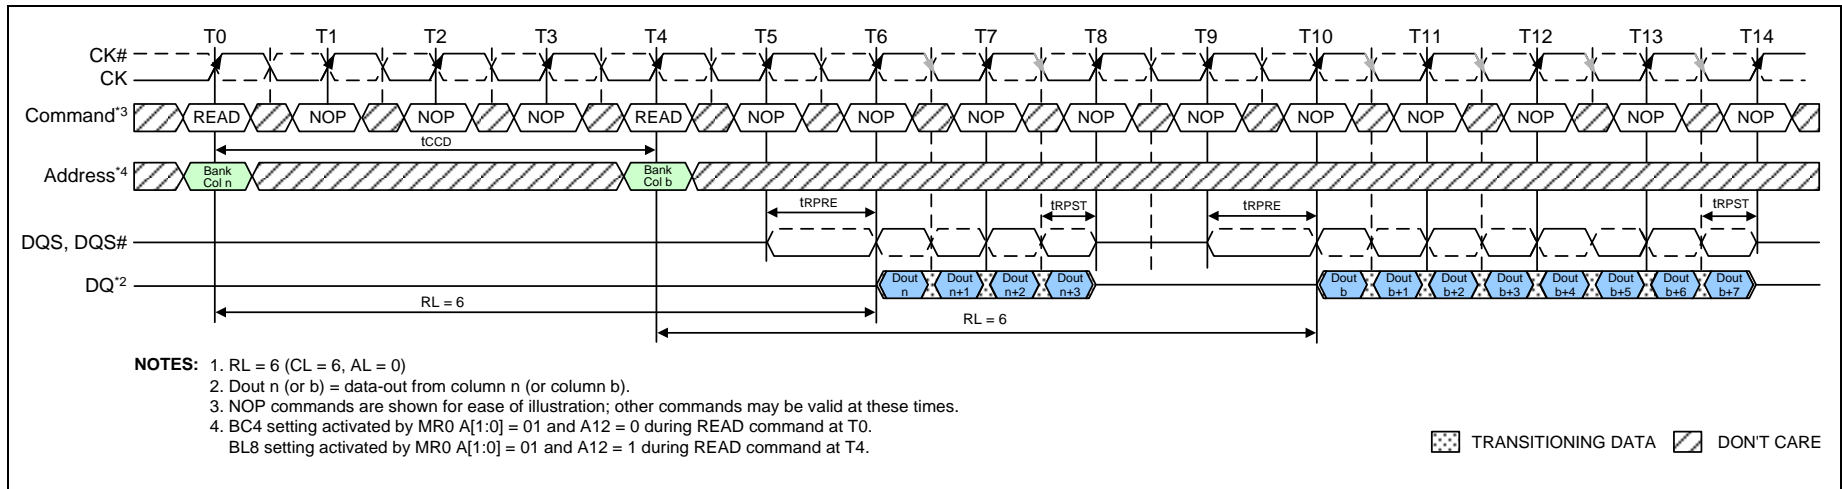 T0 T1 T2 T3 T4 T5 T6 T7 T8 T9 T10 T11 T12 T13 T14
CK#
CK
Command*3 READ NOP NOP NOP READ NOP NOP NOP NOP NOP NOP NOP NOP NOP NOP
tCCD
Address*4 Bank Col n Bank Col b
tRPRE tRPST tRPRE tRPST
DQS, DQS#
DQ*2 Dout n Dout n+1 Dout n+2 Dout n+3 Dout b Dout b+1 Dout b+2 Dout b+3 Dout b+4 Dout b+5 Dout b+6 Dout b+7
RL = 6
RL = 6
NOTES: 1. RL = 6 (CL = 6, AL = 0)
2. Dout n (or b) = data-out from column n (or column b).
3. NOP commands are shown for ease of illustration; other commands may be valid at these times.
4. BC4 setting activated by MR0 A[1:0] = 01 and A12 = 0 during READ command at T0.
BL8 setting activated by MR0 A[1:0] = 01 and A12 = 1 during READ command at T4.
TRANSITIONING DATA DON'T CARE